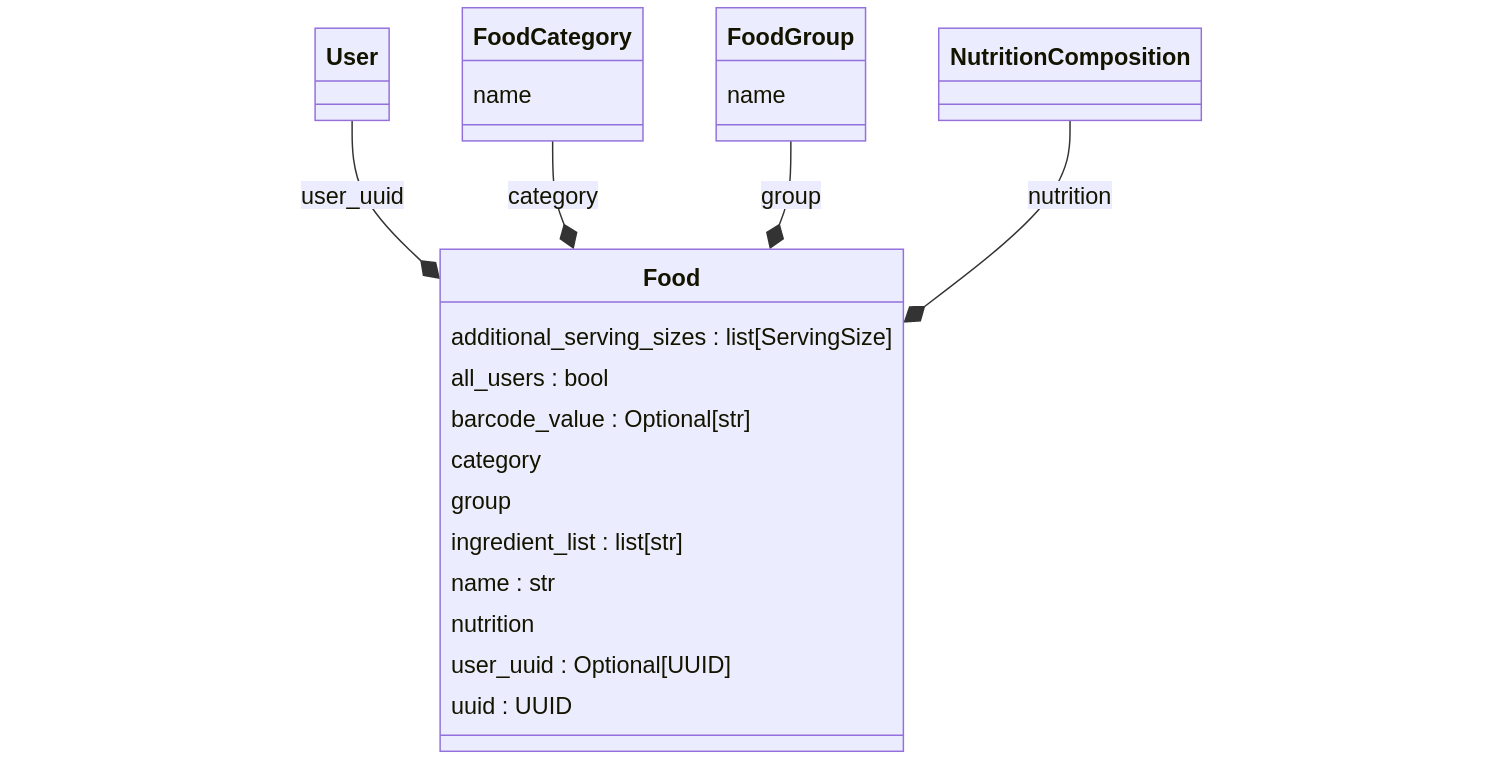 User
FoodCategory
name
FoodGroup
name
NutritionComposition
user_uuid
category
group
nutrition
Food
additional_serving_sizes : list[ServingSize]
all_users : bool
barcode_value : Optional[str]
category
group
ingredient_list : list[str]
name : str
nutrition
user_uuid : Optional[UUID]
uuid : UUID